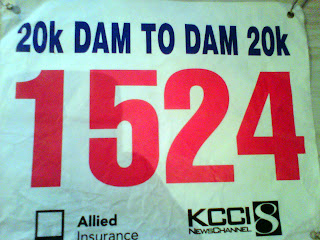 20k DAM TO DAM 20k
1524
Allied
Insurance
KCCI 8
NEWSCHANNEL